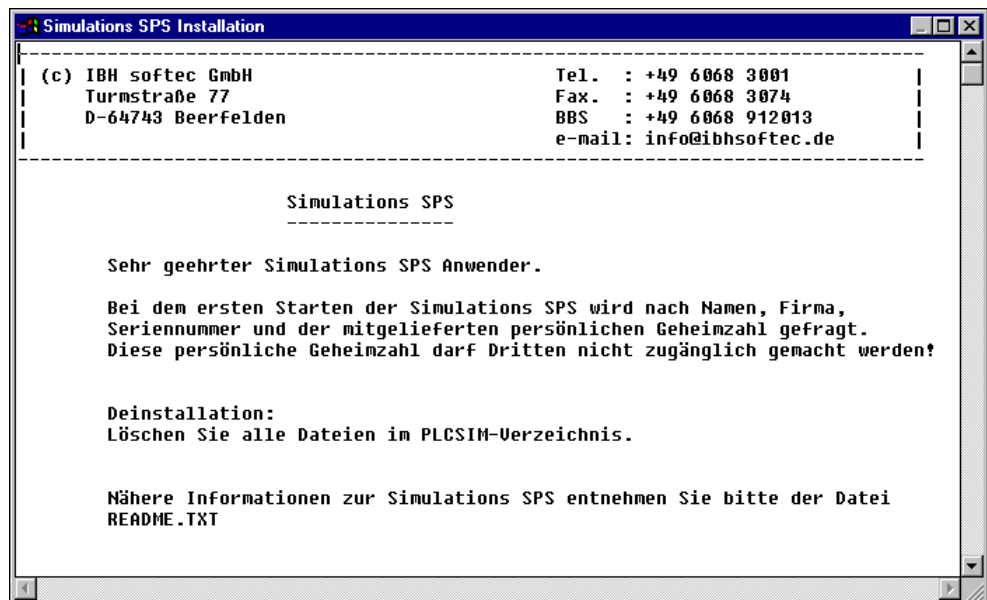 Simulations SPS Installation
(c) IBH softec GmbH Tel. : +49 6068 3001
Turmstraße 77 Fax. : +49 6068 3074
D-64743 Beerfelden BBS : +49 6068 912013
e-mail: info@ibhsoftec.de
Simulations SPS
Sehr geehrter Simulations SPS Anwender.
Bei dem ersten Starten der Simulations SPS wird nach Namen, Firma,
Seriennummer und der mitgelieferten persönlichen Geheimzahl gefragt.
Diese persönliche Geheimzahl darf Dritten nicht zugänglich gemacht werden!
Deinstallation:
Löschen Sie alle Dateien im PLCSIM-Verzeichnis.
Nähere Informationen zur Simulations SPS entnehmen Sie bitte der Datei
README.TXT